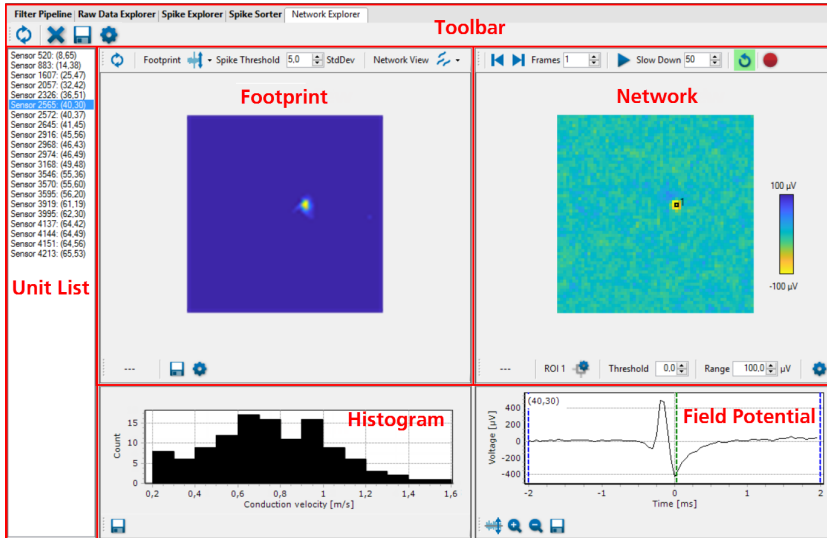 Filter Pipeline Raw Data Explorer Spike Explorer Spike Sorter Network Explorer
Toolbar
Sensor 520: (8,65)
Sensor 883: (14,38)
Sensor 1607: (25,47)
Sensor 2057: (32,42)
Sensor 2326: (36,51)
Sensor 2565: (40,30)
Sensor 2572: (40,37)
Sensor 2645: (41,45)
Sensor 2916: (45,56)
Sensor 2968: (46,43)
Sensor 2974: (46,49)
Sensor 3168: (49,48)
Sensor 3546: (55,36)
Sensor 3570: (55,60)
Sensor 3595: (56,20)
Sensor 3919: (61,19)
Sensor 3995: (62,30)
Sensor 4137: (64,42)
Sensor 4144: (64,49)
Sensor 4151: (64,56)
Sensor 4213: (65,53)
Unit List
Footprint Spike Threshold 5,0 StdDev Network View
Footprint
---
Frames 1 Slow Down 50
Network
1
100 µV
-100 µV
--- ROI 1 Threshold 0,0 Range 100,0 µV
Histogram
Count
15
10
5
0
0,2 0,4 0,6 0,8 1 1,2 1,4 1,6
Conduction velocity [m/s]
(40,30)
Field Potential
Voltage [µV]
400
200
0
-200
-400
-2 -1 0 1 2
Time [ms]